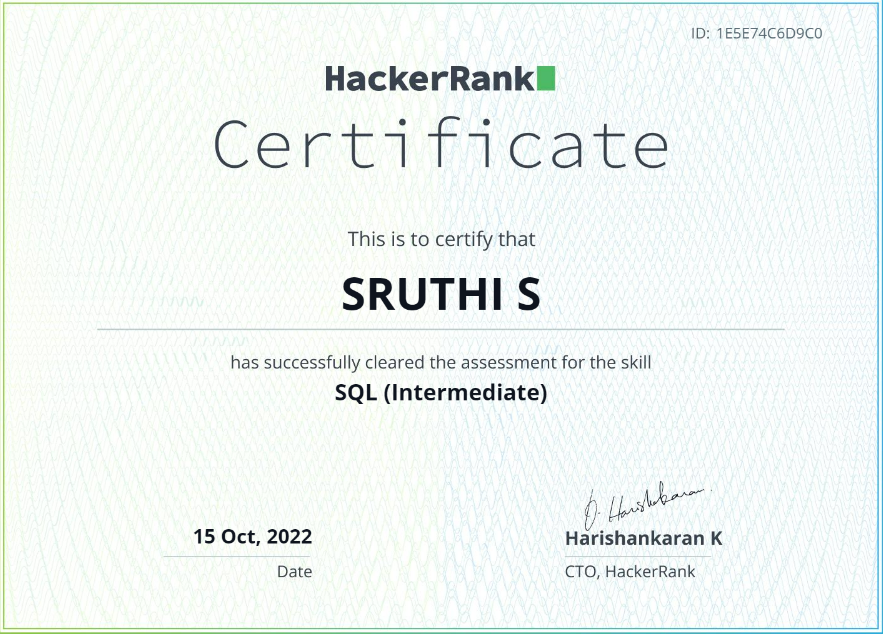 ID: 1E5E74C6D9C0
HackerRank
Certificate
This is to certify that
SRUTHI S
has successfully cleared the assessment for the skill
SQL (Intermediate)
15 Oct, 2022
Date
Harishankaran K
CTO, HackerRank